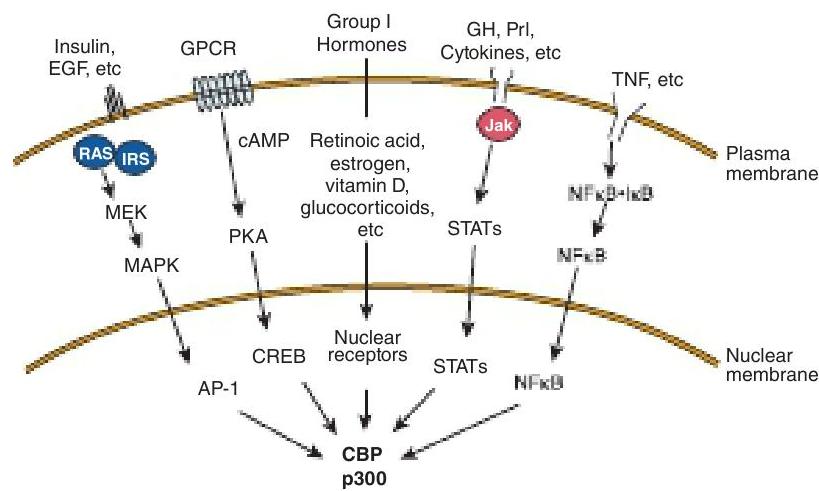 Insulin,
EGF, etc
GPCR
Group I
Hormones
GH, Prl,
Cytokines, etc
TNF, etc
RAS
IRS
cAMP
Retinoic acid,
estrogen,
vitamin D,
glucocorticoids,
etc
Jak
Plasma
membrane
MEK
MAPK
PKA
STATs
NFκB•IκB
NFκB
Nuclear
membrane
AP-1
CREB
Nuclear
receptors
STATs
NFκB
CBP
p300